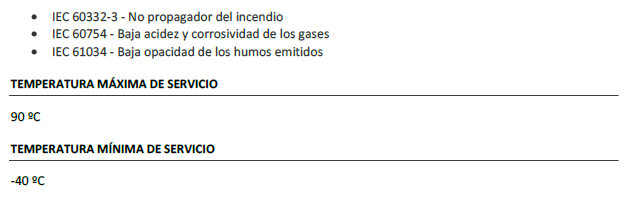 • IEC 60332-3 - No propagador del incendio
• IEC 60754 - Baja acidez y corrosividad de los gases
• IEC 61034 - Baja opacidad de los humos emitidos
TEMPERATURA MÁXIMA DE SERVICIO
90 ºC
TEMPERATURA MÍNIMA DE SERVICIO
-40 ºC